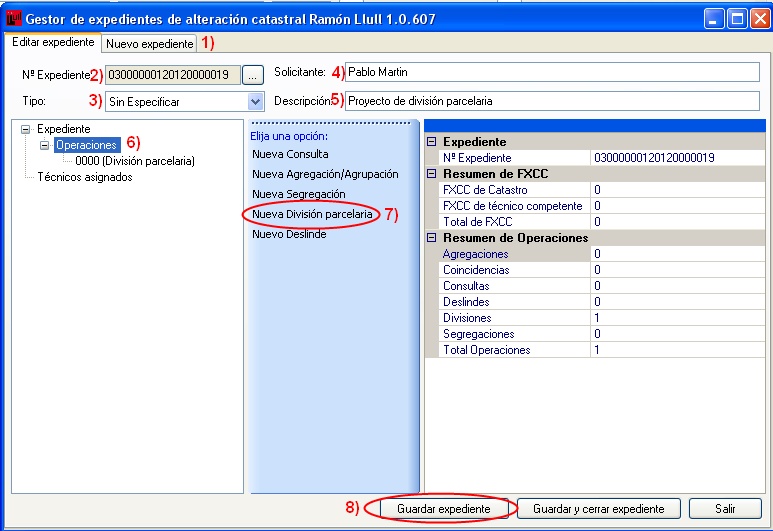 Llull Gestor de expedientes de alteración catastral Ramón Llull 1.0.607
Editar expediente Nuevo expediente 1)
Nº Expediente 2) 03000000120120000019 ... Solicitante: 4) Pablo Martin
Tipo: 3) Sin Especificar Descripción: 5) Proyecto de división parcelaria
Expediente
Operaciones 6)
0000 (División parcelaria)
Técnicos asignados
Elija una opción:
Nueva Consulta
Nueva Agregación/Agrupación
Nueva Segregación
Nueva División parcelaria 7)
Nuevo Deslinde
Expediente
Nº Expediente 03000000120120000019
Resumen de FXCC
FXCC de Catastro 0
FXCC de técnico competente 0
Total de FXCC 0
Resumen de Operaciones
Agregaciones 0
Coincidencias 0
Consultas 0
Deslindes 0
Divisiones 1
Segregaciones 0
Total Operaciones 1
8) Guardar expediente Guardar y cerrar expediente Salir